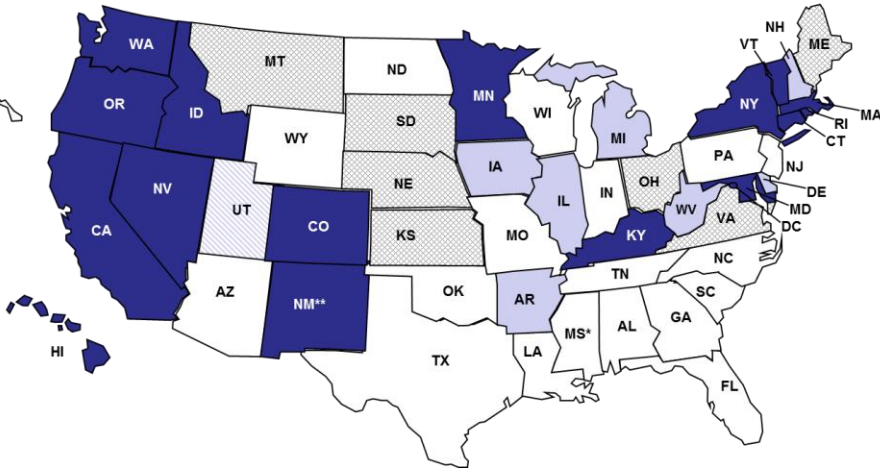 WA
MT
ND
MN
VT
NH
ME
OR
ID
SD
WI
MI
NY
MA
RI
CT
WY
NE
IA
PA
NJ
NV
UT
CO
KS
IL
IN
OH
WV
VA
DE
MD
DC
CA
MO
KY
AZ
NM**
OK
AR
TN
NC
SC
HI
TX
LA
MS*
AL
GA
FL